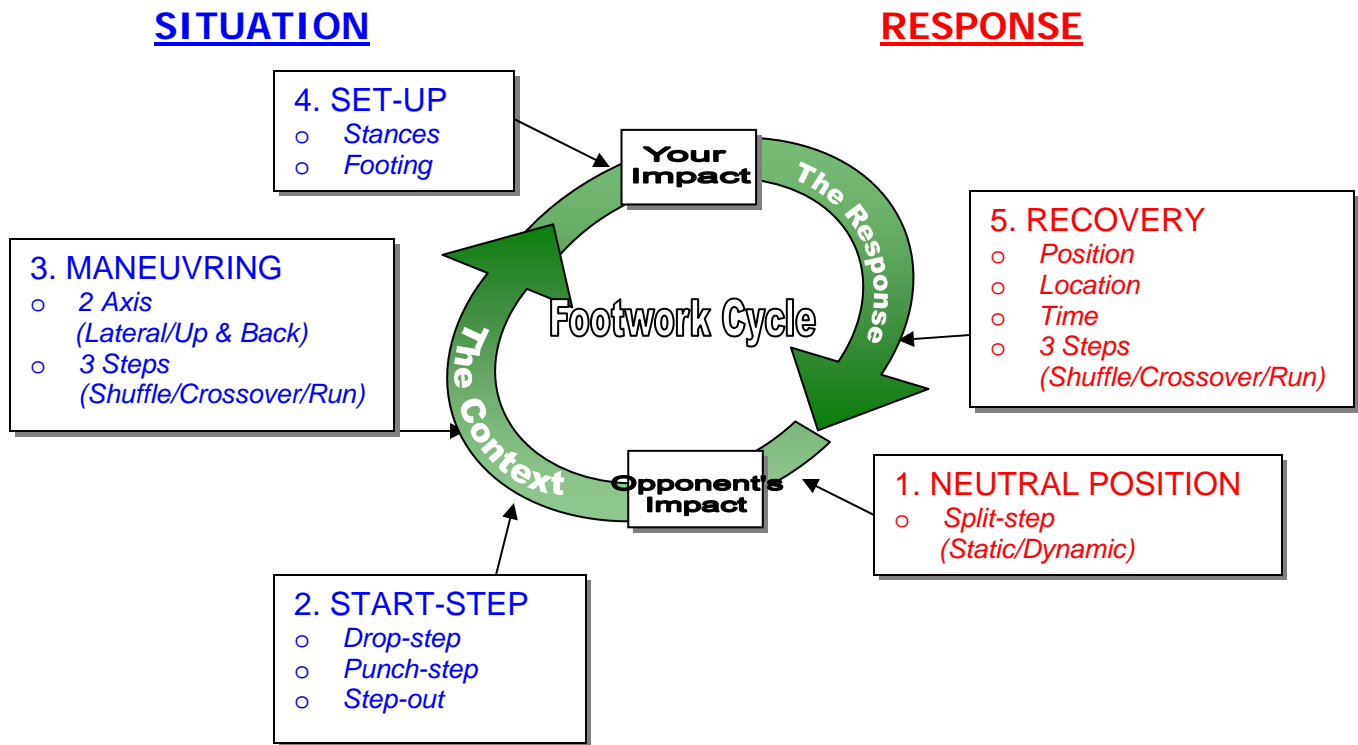 SITUATION
RESPONSE
4. SET-UP
o Stances
o Footing
Your
Impact
The Response
5. RECOVERY
o Position
o Location
o Time
o 3 Steps
(Shuffle/Crossover/Run)
3. MANEUVRING
o 2 Axis
(Lateral/Up & Back)
o 3 Steps
(Shuffle/Crossover/Run)
Footwork Cycle
The Context
Opponent's
Impact
1. NEUTRAL POSITION
o Split-step
(Static/Dynamic)
2. START-STEP
o Drop-step
o Punch-step
o Step-out